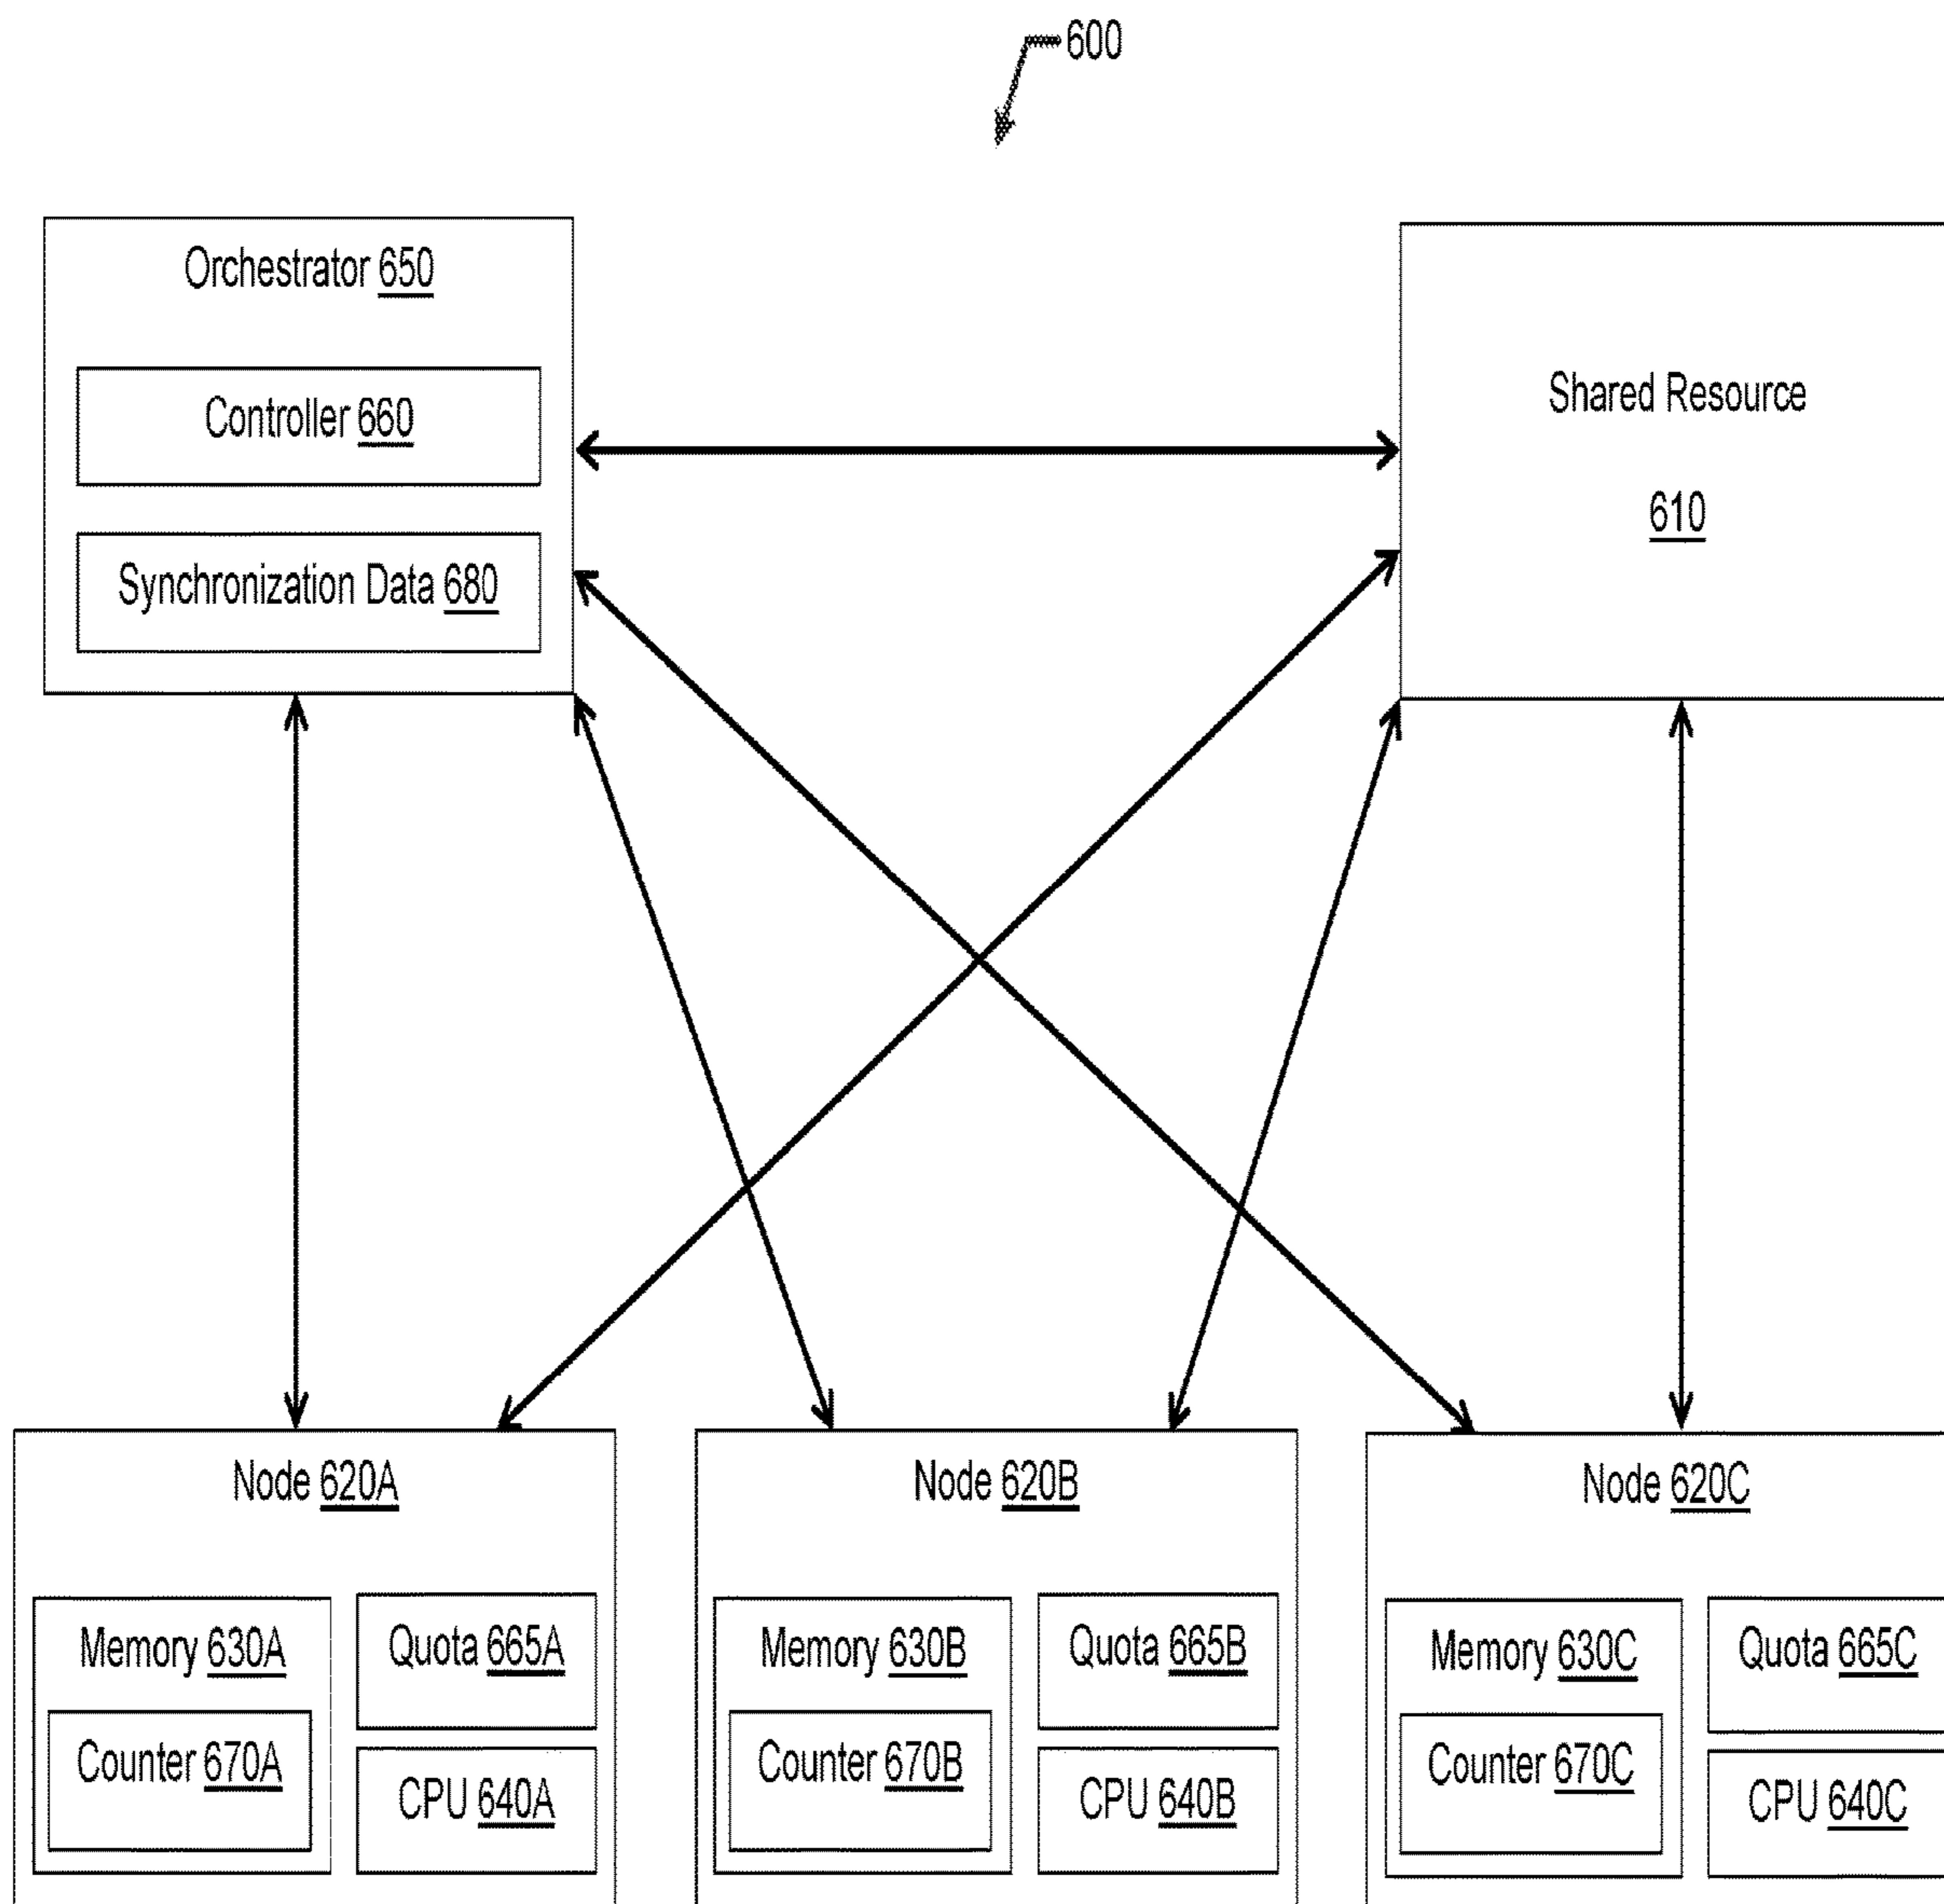 600
Orchestrator 650
Controller 660
Synchronization Data 680
Shared Resource
610
Node 620A
Memory 630A
Counter 670A
Quota 665A
CPU 640A
Node 620B
Memory 630B
Counter 670B
Quota 665B
CPU 640B
Node 620C
Memory 630C
Counter 670C
Quota 665C
CPU 640C